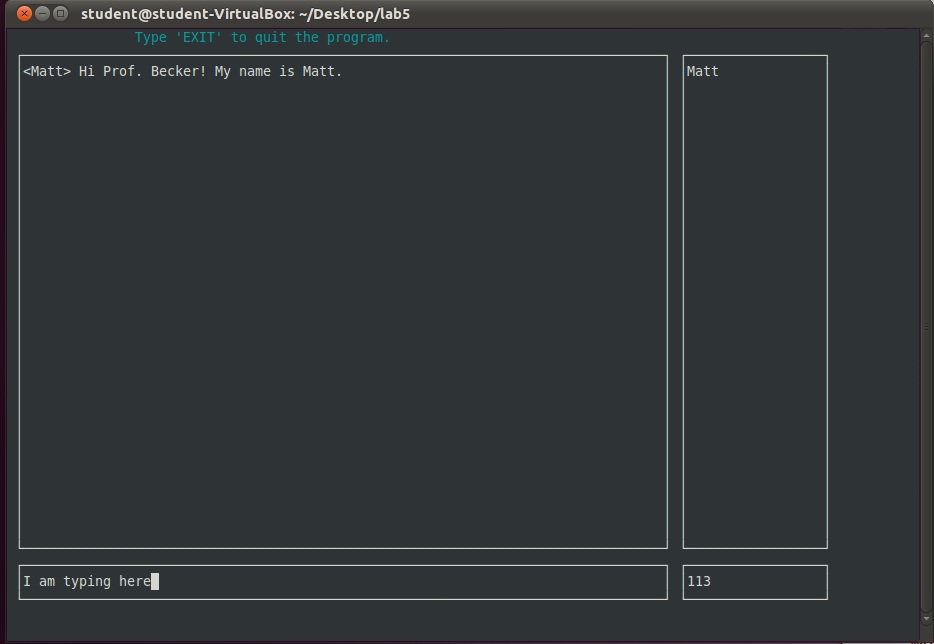 student@student-VirtualBox: ~/Desktop/lab5
Type 'EXIT' to quit the program.
<Matt> Hi Prof. Becker! My name is Matt.
Matt
I am typing here
113